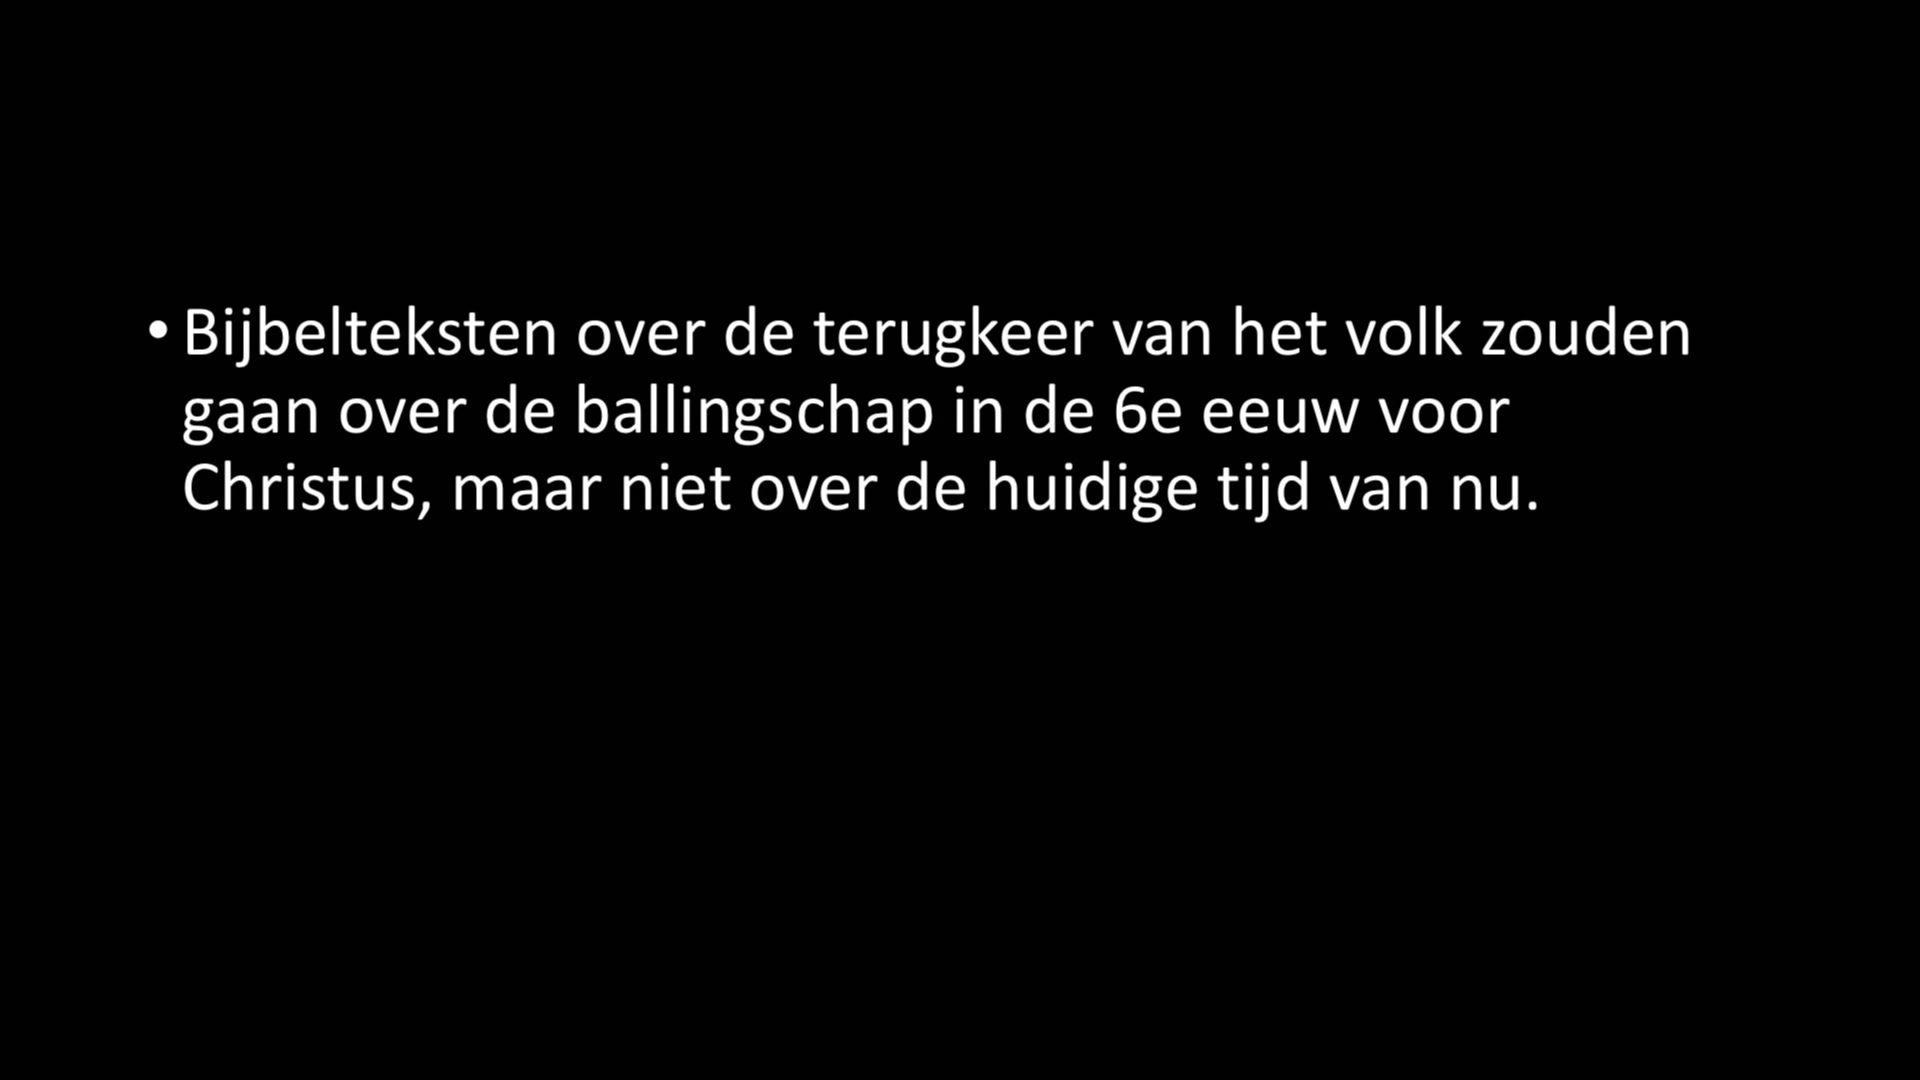 • Bijbelteksten over de terugkeer van het volk zouden
gaan over de ballingschap in de 6e eeuw voor
Christus, maar niet over de huidige tijd van nu.